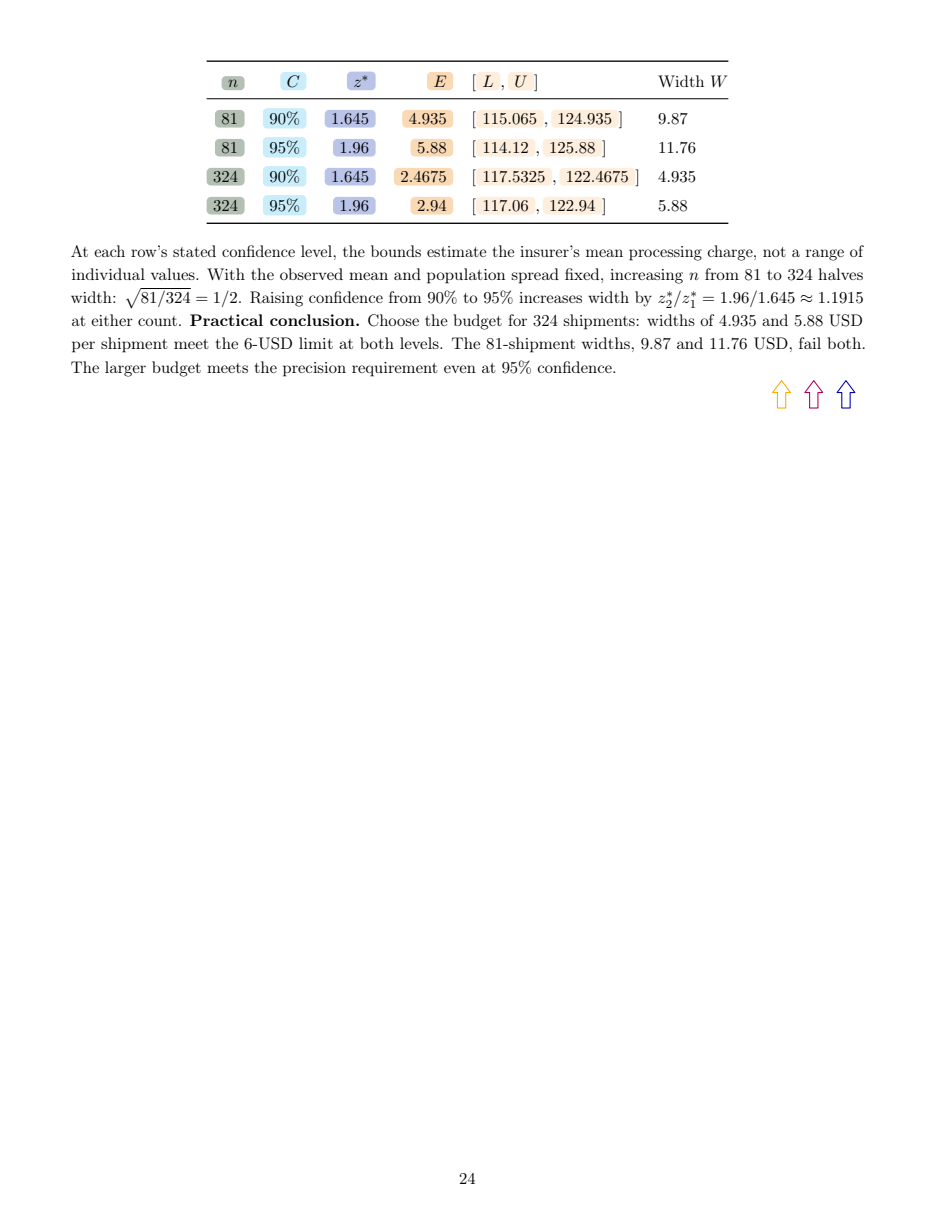 n C z* E [ L , U ] Width W
81 90% 1.645 4.935 [ 115.065 , 124.935 ] 9.87
81 95% 1.96 5.88 [ 114.12 , 125.88 ] 11.76
324 90% 1.645 2.4675 [ 117.5325 , 122.4675 ] 4.935
324 95% 1.96 2.94 [ 117.06 , 122.94 ] 5.88
At each row's stated confidence level, the bounds estimate the insurer's mean processing charge, not a range of
individual values. With the observed mean and population spread fixed, increasing n from 81 to 324 halves
width: √81/324 = 1/2. Raising confidence from 90% to 95% increases width by z₂*/z₁* = 1.96/1.645 ≈ 1.1915
at either count. Practical conclusion. Choose the budget for 324 shipments: widths of 4.935 and 5.88 USD
per shipment meet the 6-USD limit at both levels. The 81-shipment widths, 9.87 and 11.76 USD, fail both.
The larger budget meets the precision requirement even at 95% confidence.
24